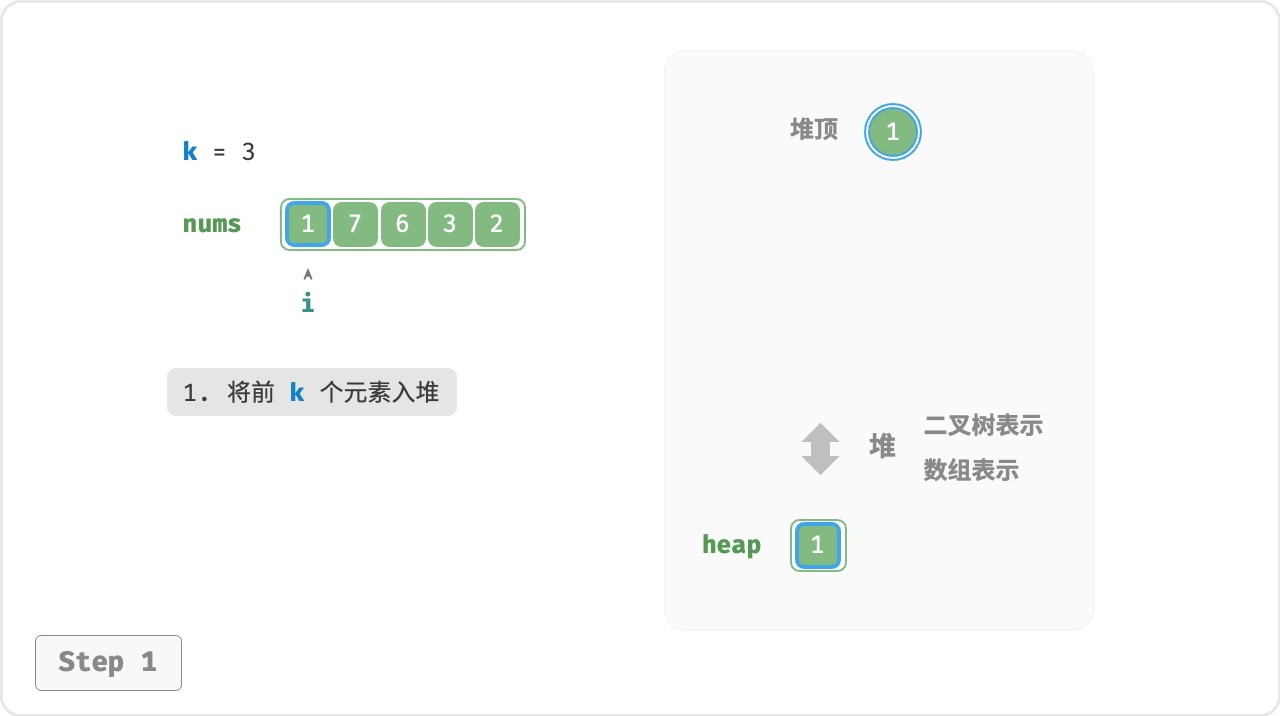 k = 3
nums 1 7 6 3 2
^
i
1. 将前 k 个元素入堆
堆顶 1
堆 二叉树表示
数组表示
heap 1
Step 1